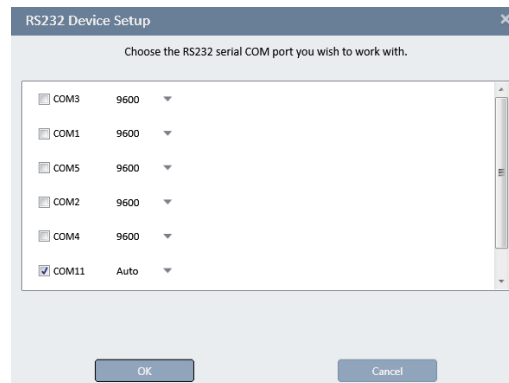 RS232 Device Setup
Choose the RS232 serial COM port you wish to work with.
COM3 9600
COM1 9600
COM5 9600
COM2 9600
COM4 9600
COM11 Auto
OK Cancel